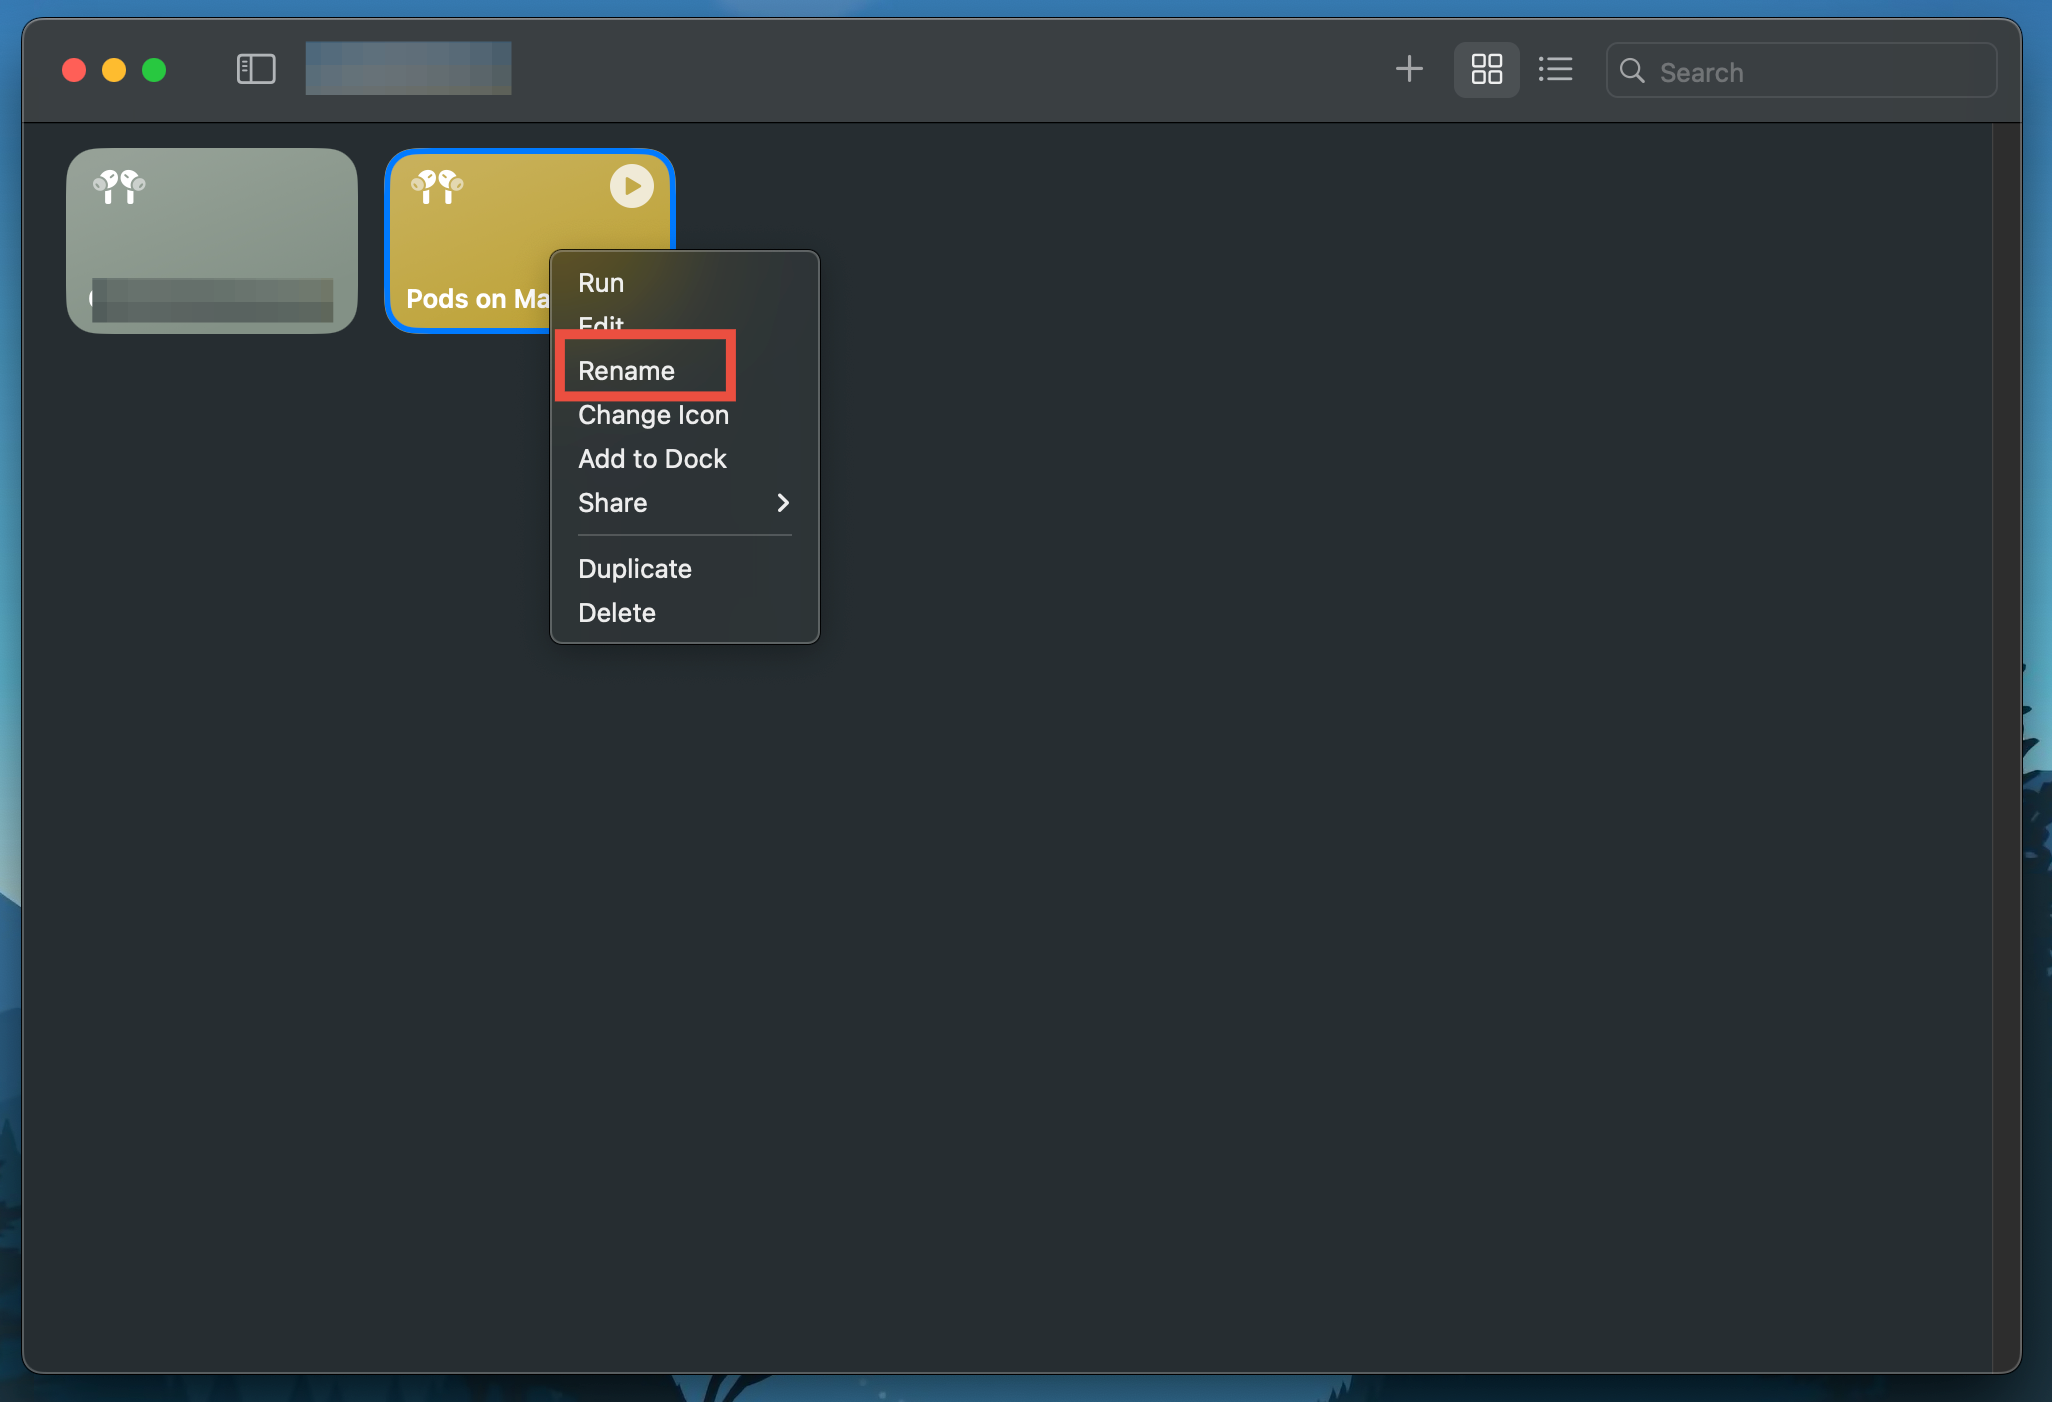 Search
Pods on Ma
Run
Edit
Rename
Change Icon
Add to Dock
Share
Duplicate
Delete